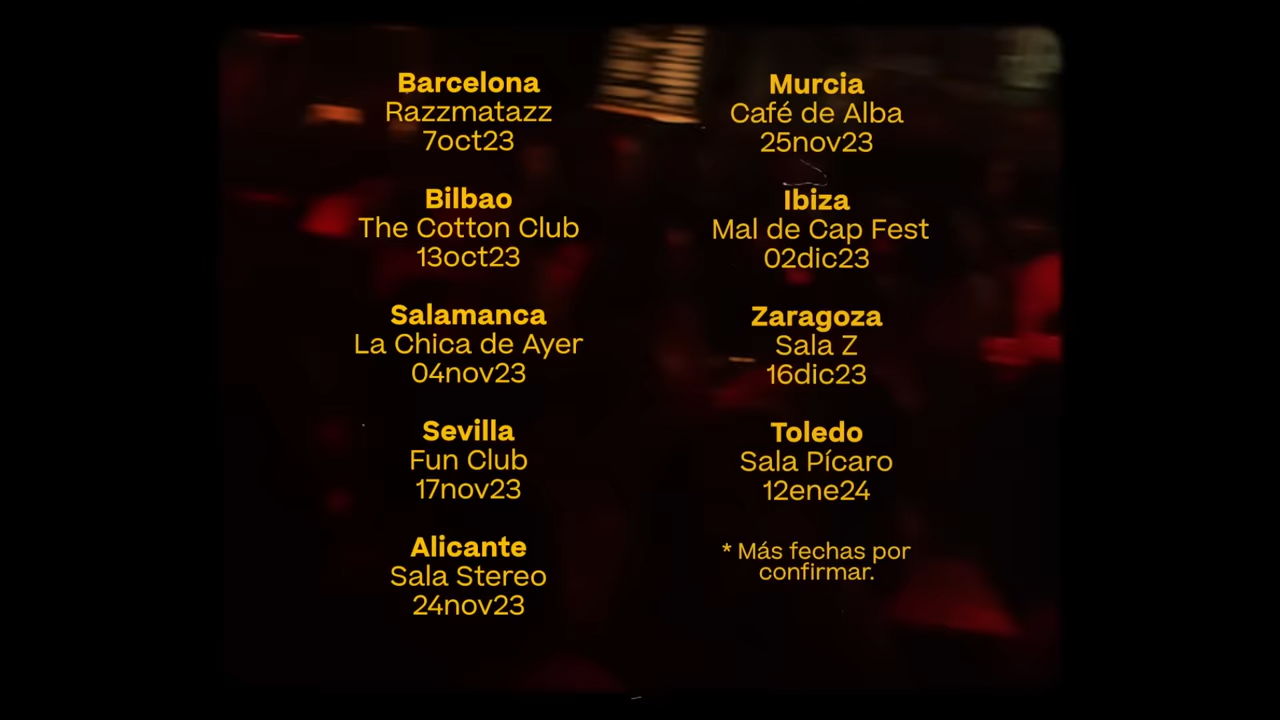 Barcelona
Razzmatazz
7oct23
Bilbao
The Cotton Club
13oct23
Salamanca
La Chica de Ayer
04nov23
Sevilla
Fun Club
17nov23
Alicante
Sala Stereo
24nov23
Murcia
Café de Alba
25nov23
Ibiza
Mal de Cap Fest
02dic23
Zaragoza
Sala Z
16dic23
Toledo
Sala Pícaro
12ene24
* Más fechas por
confirmar.